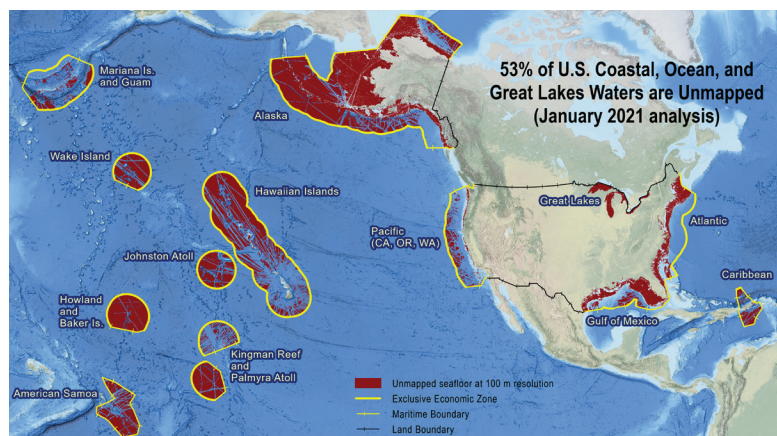 53% of U.S. Coastal, Ocean, and
Great Lakes Waters are Unmapped
(January 2021 analysis)
Mariana Is.
and Guam
Alaska
Wake Island
Hawaiian Islands
Great Lakes
Pacific
(CA, OR, WA)
Atlantic
Johnston Atoll
Caribbean
Howland
and
Baker Is.
Gulf of Mexico
Kingman Reef
and
Palmyra Atoll
American Samoa
Unmapped seafloor at 100 m resolution
Exclusive Economic Zone
Maritime Boundary
Land Boundary